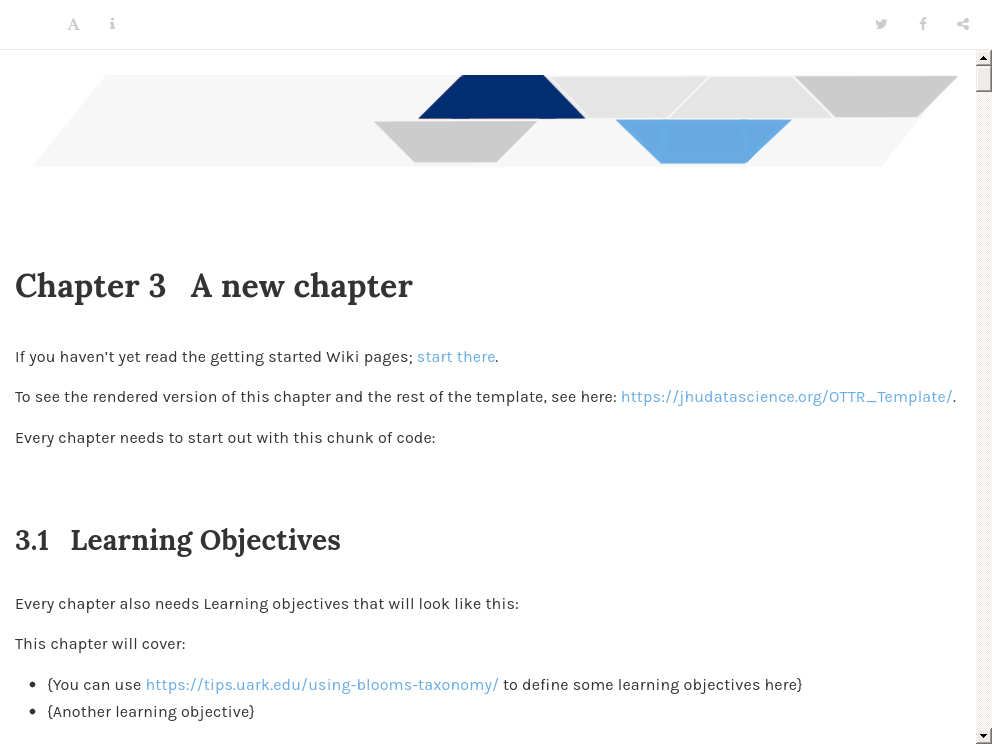 Chapter 3 A new chapter
If you haven’t yet read the getting started Wiki pages; start there.
To see the rendered version of this chapter and the rest of the template, see here: https://jhudatascience.org/OTTR_Template/.
Every chapter needs to start out with this chunk of code:
3.1 Learning Objectives
Every chapter also needs Learning objectives that will look like this:
This chapter will cover:
• {You can use https://tips.uark.edu/using-blooms-taxonomy/ to define some learning objectives here}
• {Another learning objective}